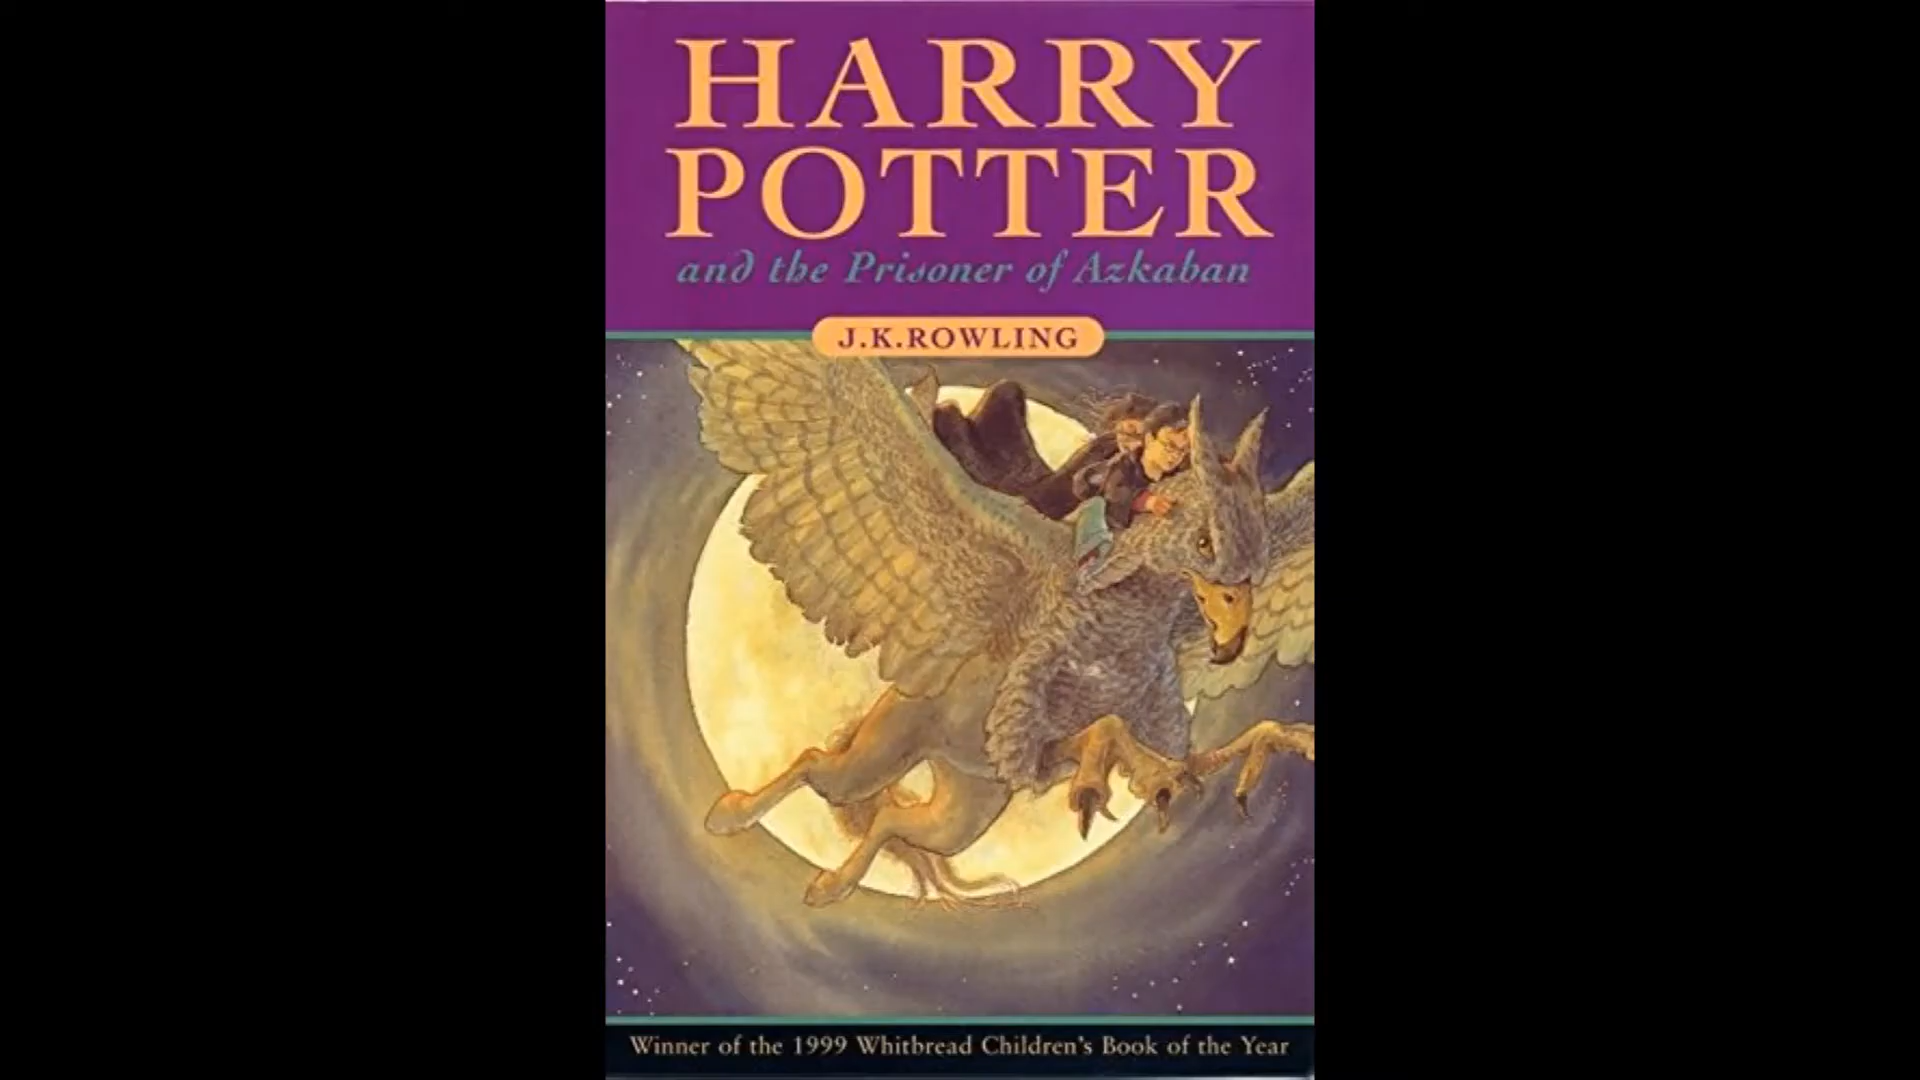 HARRY
POTTER
and the Prisoner of Azkaban
J.K.ROWLING
Winner of the 1999 Whitbread Children's Book of the Year